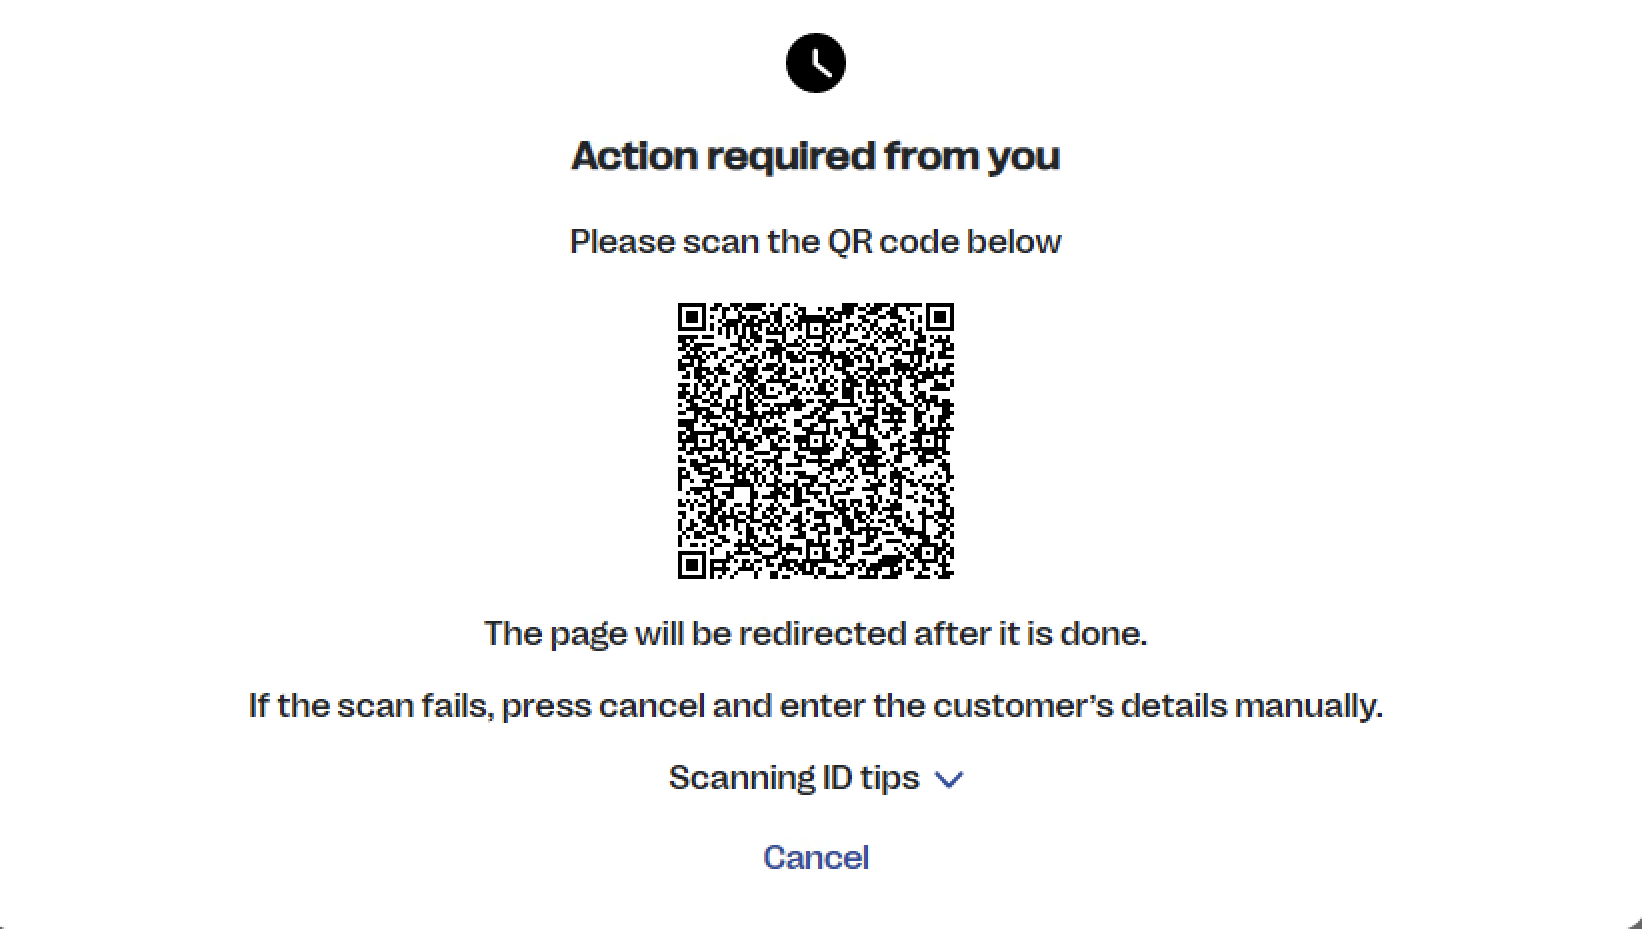 Action required from you
Please scan the QR code below
The page will be redirected after it is done.
If the scan fails, press cancel and enter the customer's details manually.
Scanning ID tips
Cancel